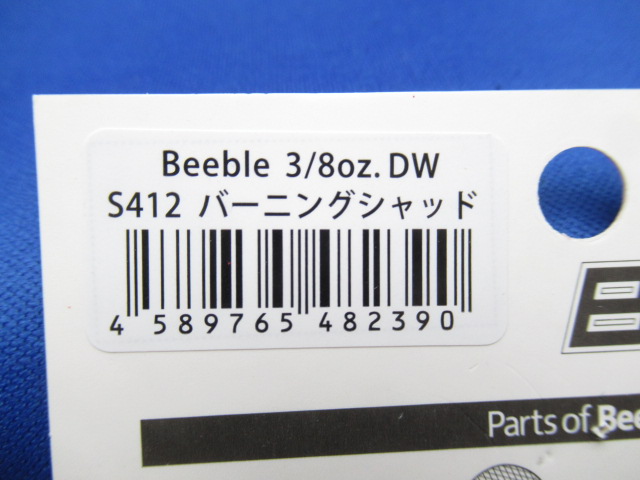 Beeble 3/8oz. DW
S412 バーニングシャッド
4 589765 482390
Parts of Bee